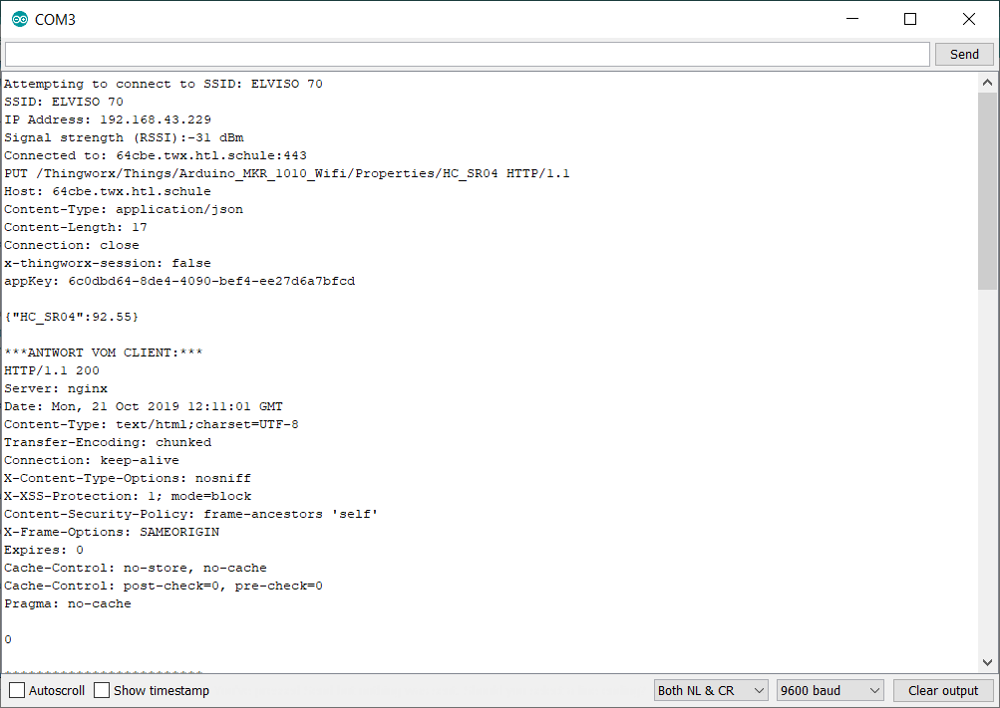 COM3
Send
Attempting to connect to SSID: ELVISO 70
SSID: ELVISO 70
IP Address: 192.168.43.229
Signal strength (RSSI):-31 dBm
Connected to: 64cbe.twx.htl.schule:443
PUT /Thingworx/Things/Arduino_MKR_1010_Wifi/Properties/HC_SR04 HTTP/1.1
Host: 64cbe.twx.htl.schule
Content-Type: application/json
Content-Length: 17
Connection: close
x-thingworx-session: false
appKey: 6c0dbd64-8de4-4090-bef4-ee27d6a7bfcd
{"HC_SR04":92.55}
***ANTWORT VOM CLIENT:***
HTTP/1.1 200
Server: nginx
Date: Mon, 21 Oct 2019 12:11:01 GMT
Content-Type: text/html;charset=UTF-8
Transfer-Encoding: chunked
Connection: keep-alive
X-Content-Type-Options: nosniff
X-XSS-Protection: 1; mode=block
Content-Security-Policy: frame-ancestors 'self'
X-Frame-Options: SAMEORIGIN
Expires: 0
Cache-Control: no-store, no-cache
Cache-Control: post-check=0, pre-check=0
Pragma: no-cache
0
Autoscroll Show timestamp Both NL & CR 9600 baud Clear output